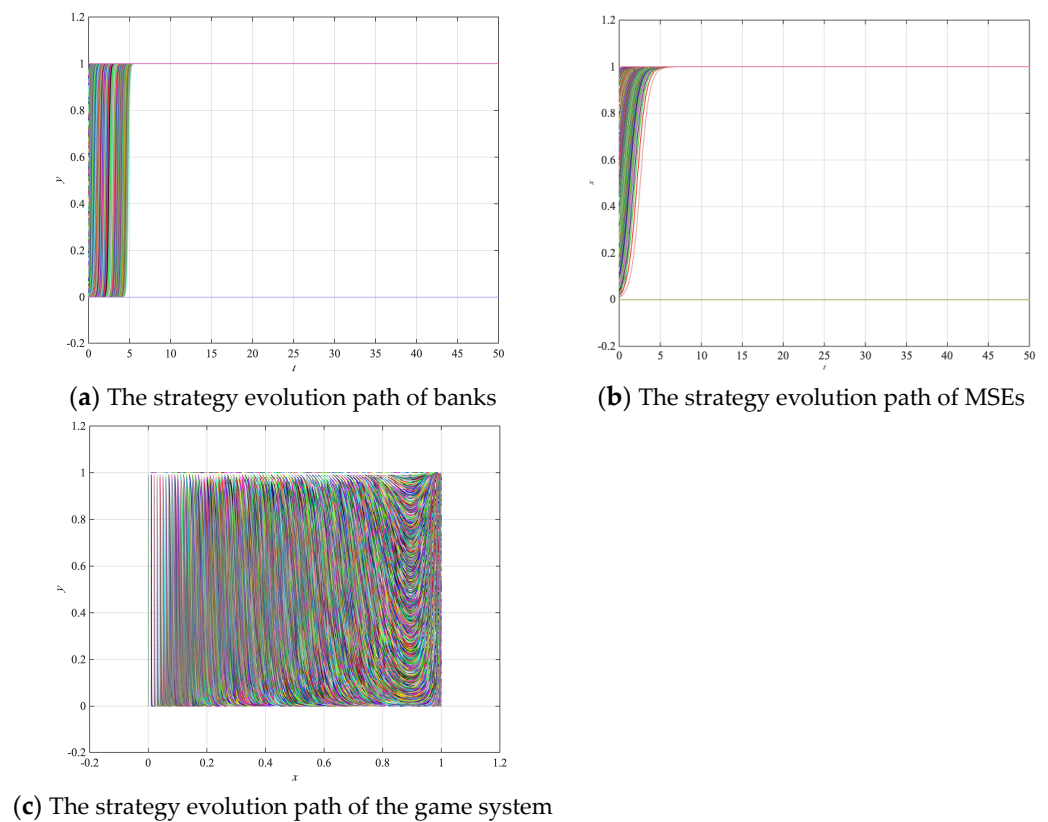 1.2
1
0.8
0.6
y
0.4
0.2
0
-0.2
0 5 10 15 20 25 30 35 40 45 50
t
(a) The strategy evolution path of banks
1.2
1
0.8
0.6
x
0.4
0.2
0
-0.2
0 5 10 15 20 25 30 35 40 45 50
t
(b) The strategy evolution path of MSEs
1.2
1
0.8
0.6
y
0.4
0.2
0
-0.2
-0.2 0 0.2 0.4 0.6 0.8 1 1.2
x
(c) The strategy evolution path of the game system